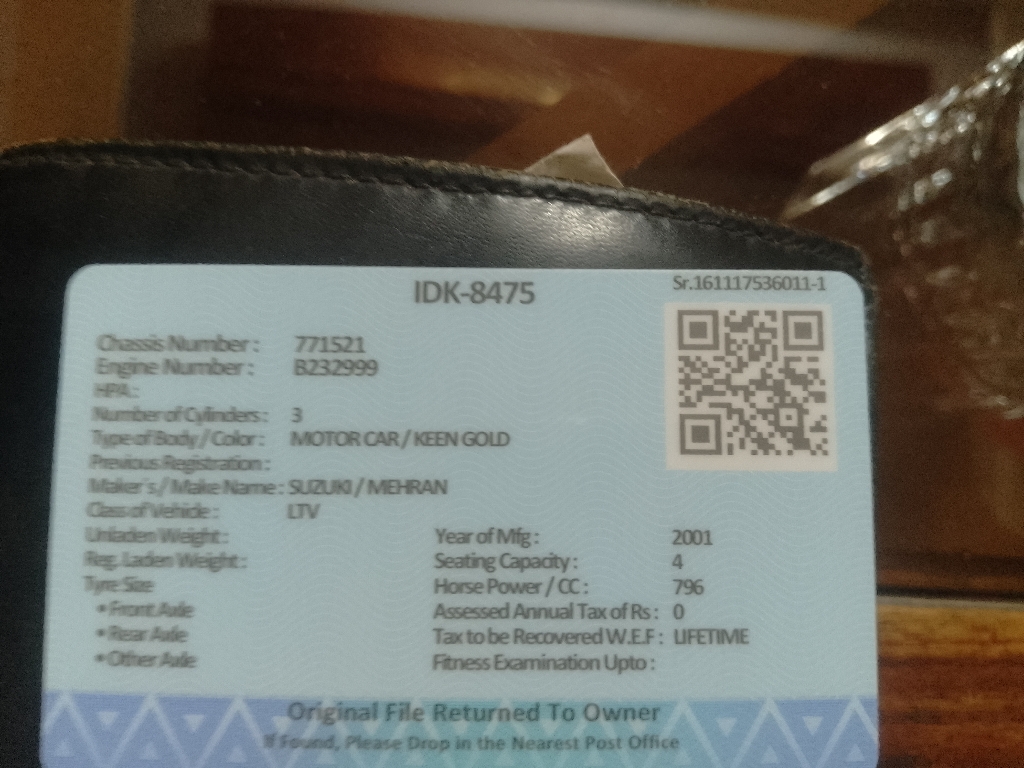 IDK-8475
Sr.161117536011-1
Chassis Number : 771521
Engine Number : B232999
HPA :
Number of Cylinders : 3
Type of Body / Color : MOTOR CAR / KEEN GOLD
Previous Registration :
Maker's / Make Name : SUZUKI / MEHRAN
Class of Vehicle : LTV
Unladen Weight :
Reg. Laden Weight :
Tyre Size
• Front Axle
• Rear Axle
• Other Axle
Year of Mfg : 2001
Seating Capacity : 4
Horse Power / CC : 796
Assessed Annual Tax of Rs : 0
Tax to be Recovered W.E.F : LIFETIME
Fitness Examination Upto :
Original File Returned To Owner
If Found, Please Drop in the Nearest Post Office